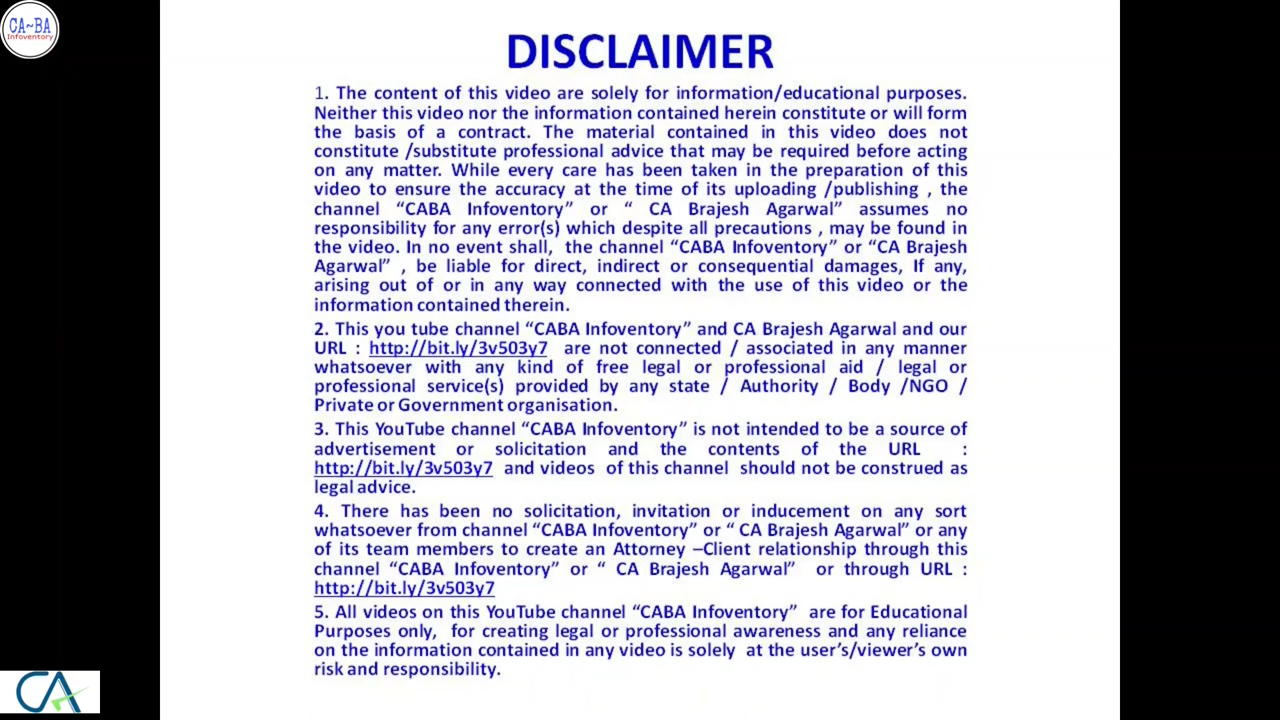 CA~BA
Infoventory
DISCLAIMER
1. The content of this video are solely for information/educational purposes.
Neither this video nor the information contained herein constitute or will form
the basis of a contract. The material contained in this video does not
constitute /substitute professional advice that may be required before acting
on any matter. While every care has been taken in the preparation of this
video to ensure the accuracy at the time of its uploading /publishing , the
channel “CABA Infoventory” or “ CA Brajesh Agarwal” assumes no
responsibility for any error(s) which despite all precautions , may be found in
the video. In no event shall, the channel “CABA Infoventory” or “CA Brajesh
Agarwal” , be liable for direct, indirect or consequential damages, If any,
arising out of or in any way connected with the use of this video or the
information contained therein.
2. This you tube channel “CABA Infoventory” and CA Brajesh Agarwal and our
URL : http://bit.ly/3v503y7 are not connected / associated in any manner
whatsoever with any kind of free legal or professional aid / legal or
professional service(s) provided by any state / Authority / Body /NGO /
Private or Government organisation.
3. This YouTube channel “CABA Infoventory” is not intended to be a source of
advertisement or solicitation and the contents of the URL :
http://bit.ly/3v503y7 and videos of this channel should not be construed as
legal advice.
4. There has been no solicitation, invitation or inducement on any sort
whatsoever from channel “CABA Infoventory” or “ CA Brajesh Agarwal” or any
of its team members to create an Attorney –Client relationship through this
channel “CABA Infoventory” or “ CA Brajesh Agarwal” or through URL :
http://bit.ly/3v503y7
5. All videos on this YouTube channel “CABA Infoventory” are for Educational
Purposes only, for creating legal or professional awareness and any reliance
on the information contained in any video is solely at the user’s/viewer’s own
risk and responsibility.
CA